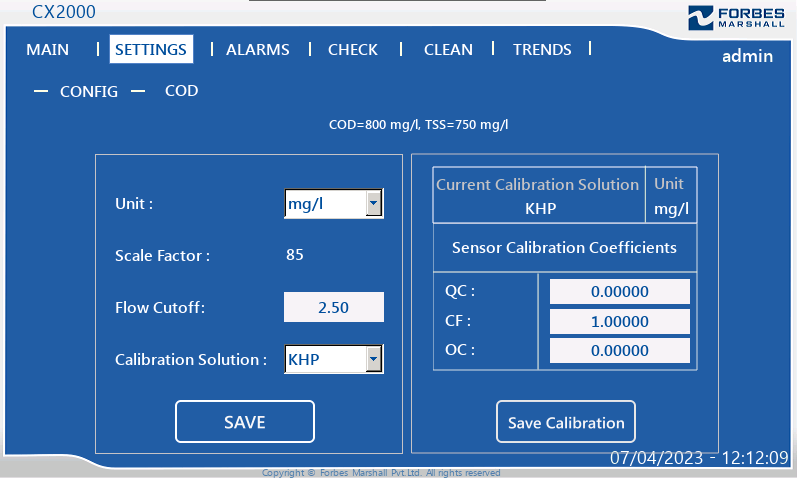 CX2000
FORBES
MARSHALL
MAIN | SETTINGS | ALARMS | CHECK | CLEAN | TRENDS |
admin
— CONFIG — COD
COD=800 mg/l, TSS=750 mg/l
Unit : mg/l
Scale Factor : 85
Flow Cutoff: 2.50
Calibration Solution : KHP
SAVE
Current Calibration Solution Unit
KHP mg/l
Sensor Calibration Coefficients
QC : 0.00000
CF : 1.00000
OC : 0.00000
Save Calibration
07/04/2023 - 12:12:09
Copyright © Forbes Marshall Pvt.Ltd. All rights reserved